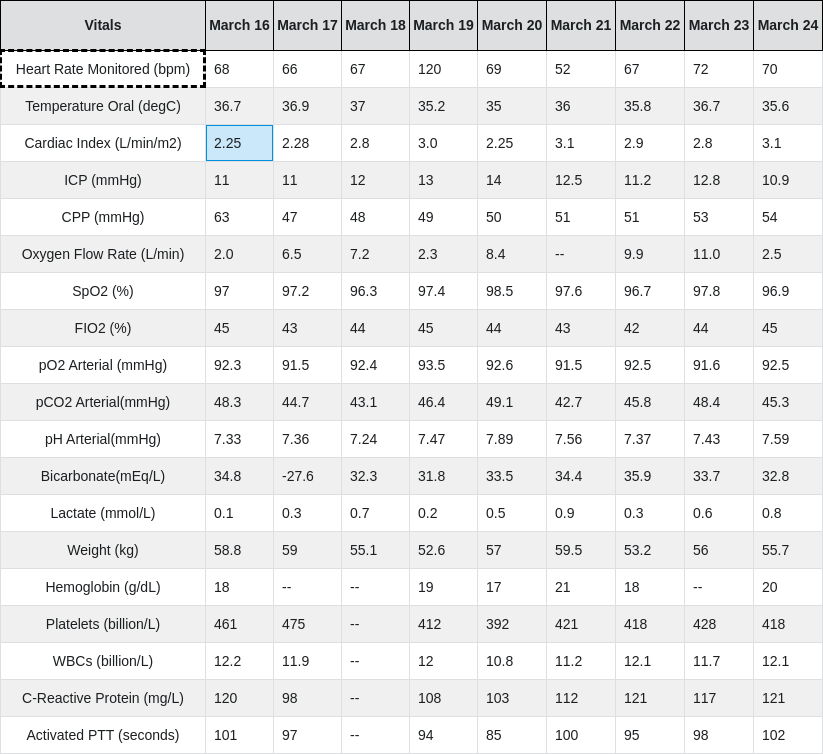 Vitals March 16 March 17 March 18 March 19 March 20 March 21 March 22 March 23 March 24
Heart Rate Monitored (bpm) 68 66 67 120 69 52 67 72 70
Temperature Oral (degC) 36.7 36.9 37 35.2 35 36 35.8 36.7 35.6
Cardiac Index (L/min/m2) 2.25 2.28 2.8 3.0 2.25 3.1 2.9 2.8 3.1
ICP (mmHg) 11 11 12 13 14 12.5 11.2 12.8 10.9
CPP (mmHg) 63 47 48 49 50 51 51 53 54
Oxygen Flow Rate (L/min) 2.0 6.5 7.2 2.3 8.4 -- 9.9 11.0 2.5
SpO2 (%) 97 97.2 96.3 97.4 98.5 97.6 96.7 97.8 96.9
FIO2 (%) 45 43 44 45 44 43 42 44 45
pO2 Arterial (mmHg) 92.3 91.5 92.4 93.5 92.6 91.5 92.5 91.6 92.5
pCO2 Arterial(mmHg) 48.3 44.7 43.1 46.4 49.1 42.7 45.8 48.4 45.3
pH Arterial(mmHg) 7.33 7.36 7.24 7.47 7.89 7.56 7.37 7.43 7.59
Bicarbonate(mEq/L) 34.8 -27.6 32.3 31.8 33.5 34.4 35.9 33.7 32.8
Lactate (mmol/L) 0.1 0.3 0.7 0.2 0.5 0.9 0.3 0.6 0.8
Weight (kg) 58.8 59 55.1 52.6 57 59.5 53.2 56 55.7
Hemoglobin (g/dL) 18 -- -- 19 17 21 18 -- 20
Platelets (billion/L) 461 475 -- 412 392 421 418 428 418
WBCs (billion/L) 12.2 11.9 -- 12 10.8 11.2 12.1 11.7 12.1
C-Reactive Protein (mg/L) 120 98 -- 108 103 112 121 117 121
Activated PTT (seconds) 101 97 -- 94 85 100 95 98 102